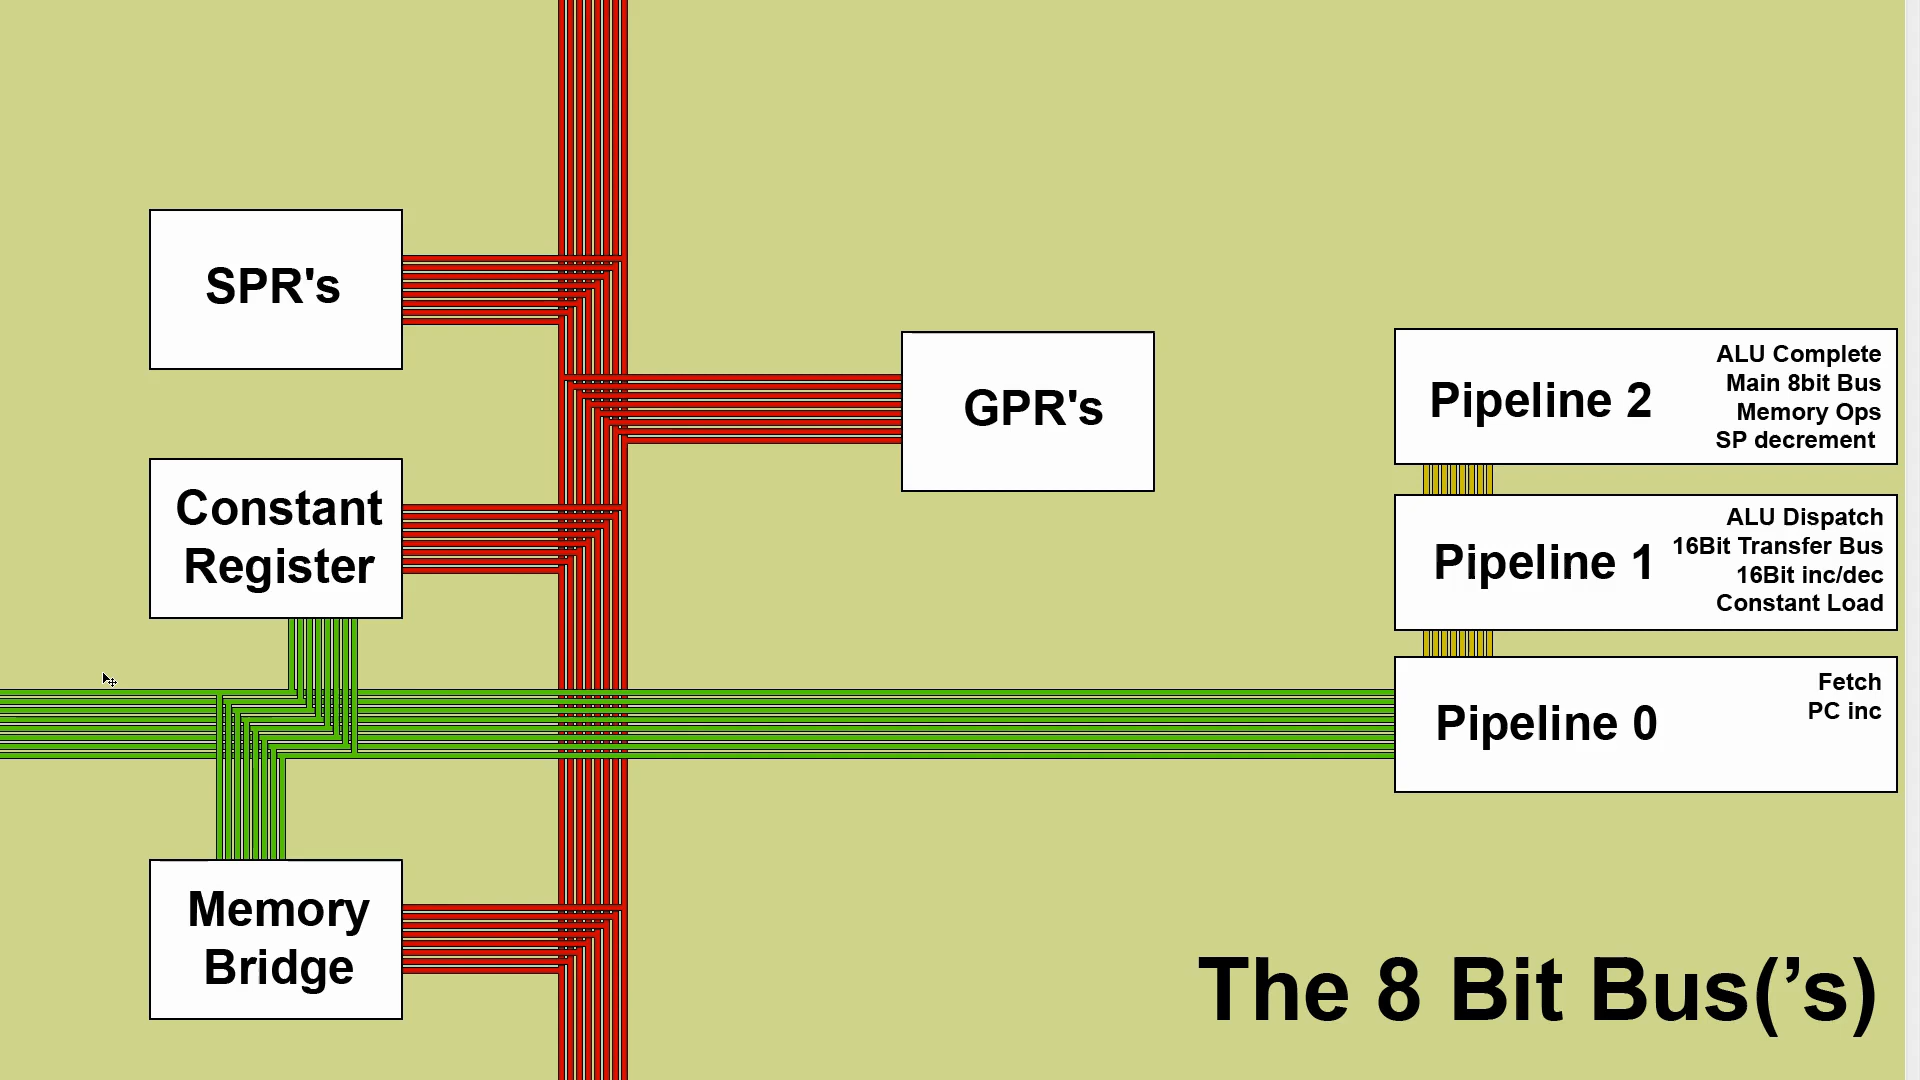 SPR's
GPR's
Constant
Register
Memory
Bridge
Pipeline 2
ALU Complete
Main 8bit Bus
Memory Ops
SP decrement
Pipeline 1
ALU Dispatch
16Bit Transfer Bus
16Bit inc/dec
Constant Load
Pipeline 0
Fetch
PC inc
The 8 Bit Bus(’s)